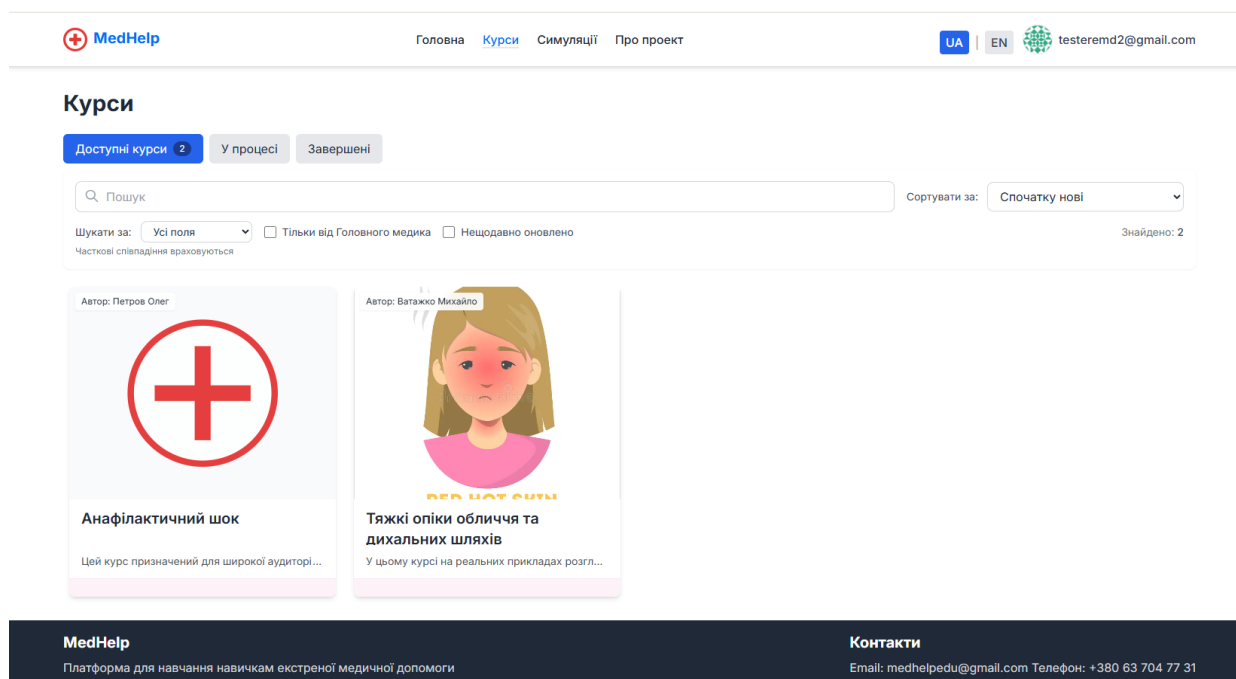 MedHelp
Головна Курси Симуляції Про проект
UA | EN testeremd2@gmail.com
Курси
Доступні курси 2 У процесі Завершені
Пошук
Сортувати за: Спочатку нові
Шукати за: Усі поля Тільки від Головного медика Нещодавно оновлено
Знайдено: 2
Часткові співпадіння враховуються
Автор: Петров Олег
Анафілактичний шок
Цей курс призначений для широкої аудиторі...
Автор: Ватажко Михайло
RED HOT SKIN
Тяжкі опіки обличчя та
дихальних шляхів
У цьому курсі на реальних прикладах розгл...
MedHelp
Платформа для навчання навичкам екстреної медичної допомоги
Контакти
Email: medhelpedu@gmail.com Телефон: +380 63 704 77 31